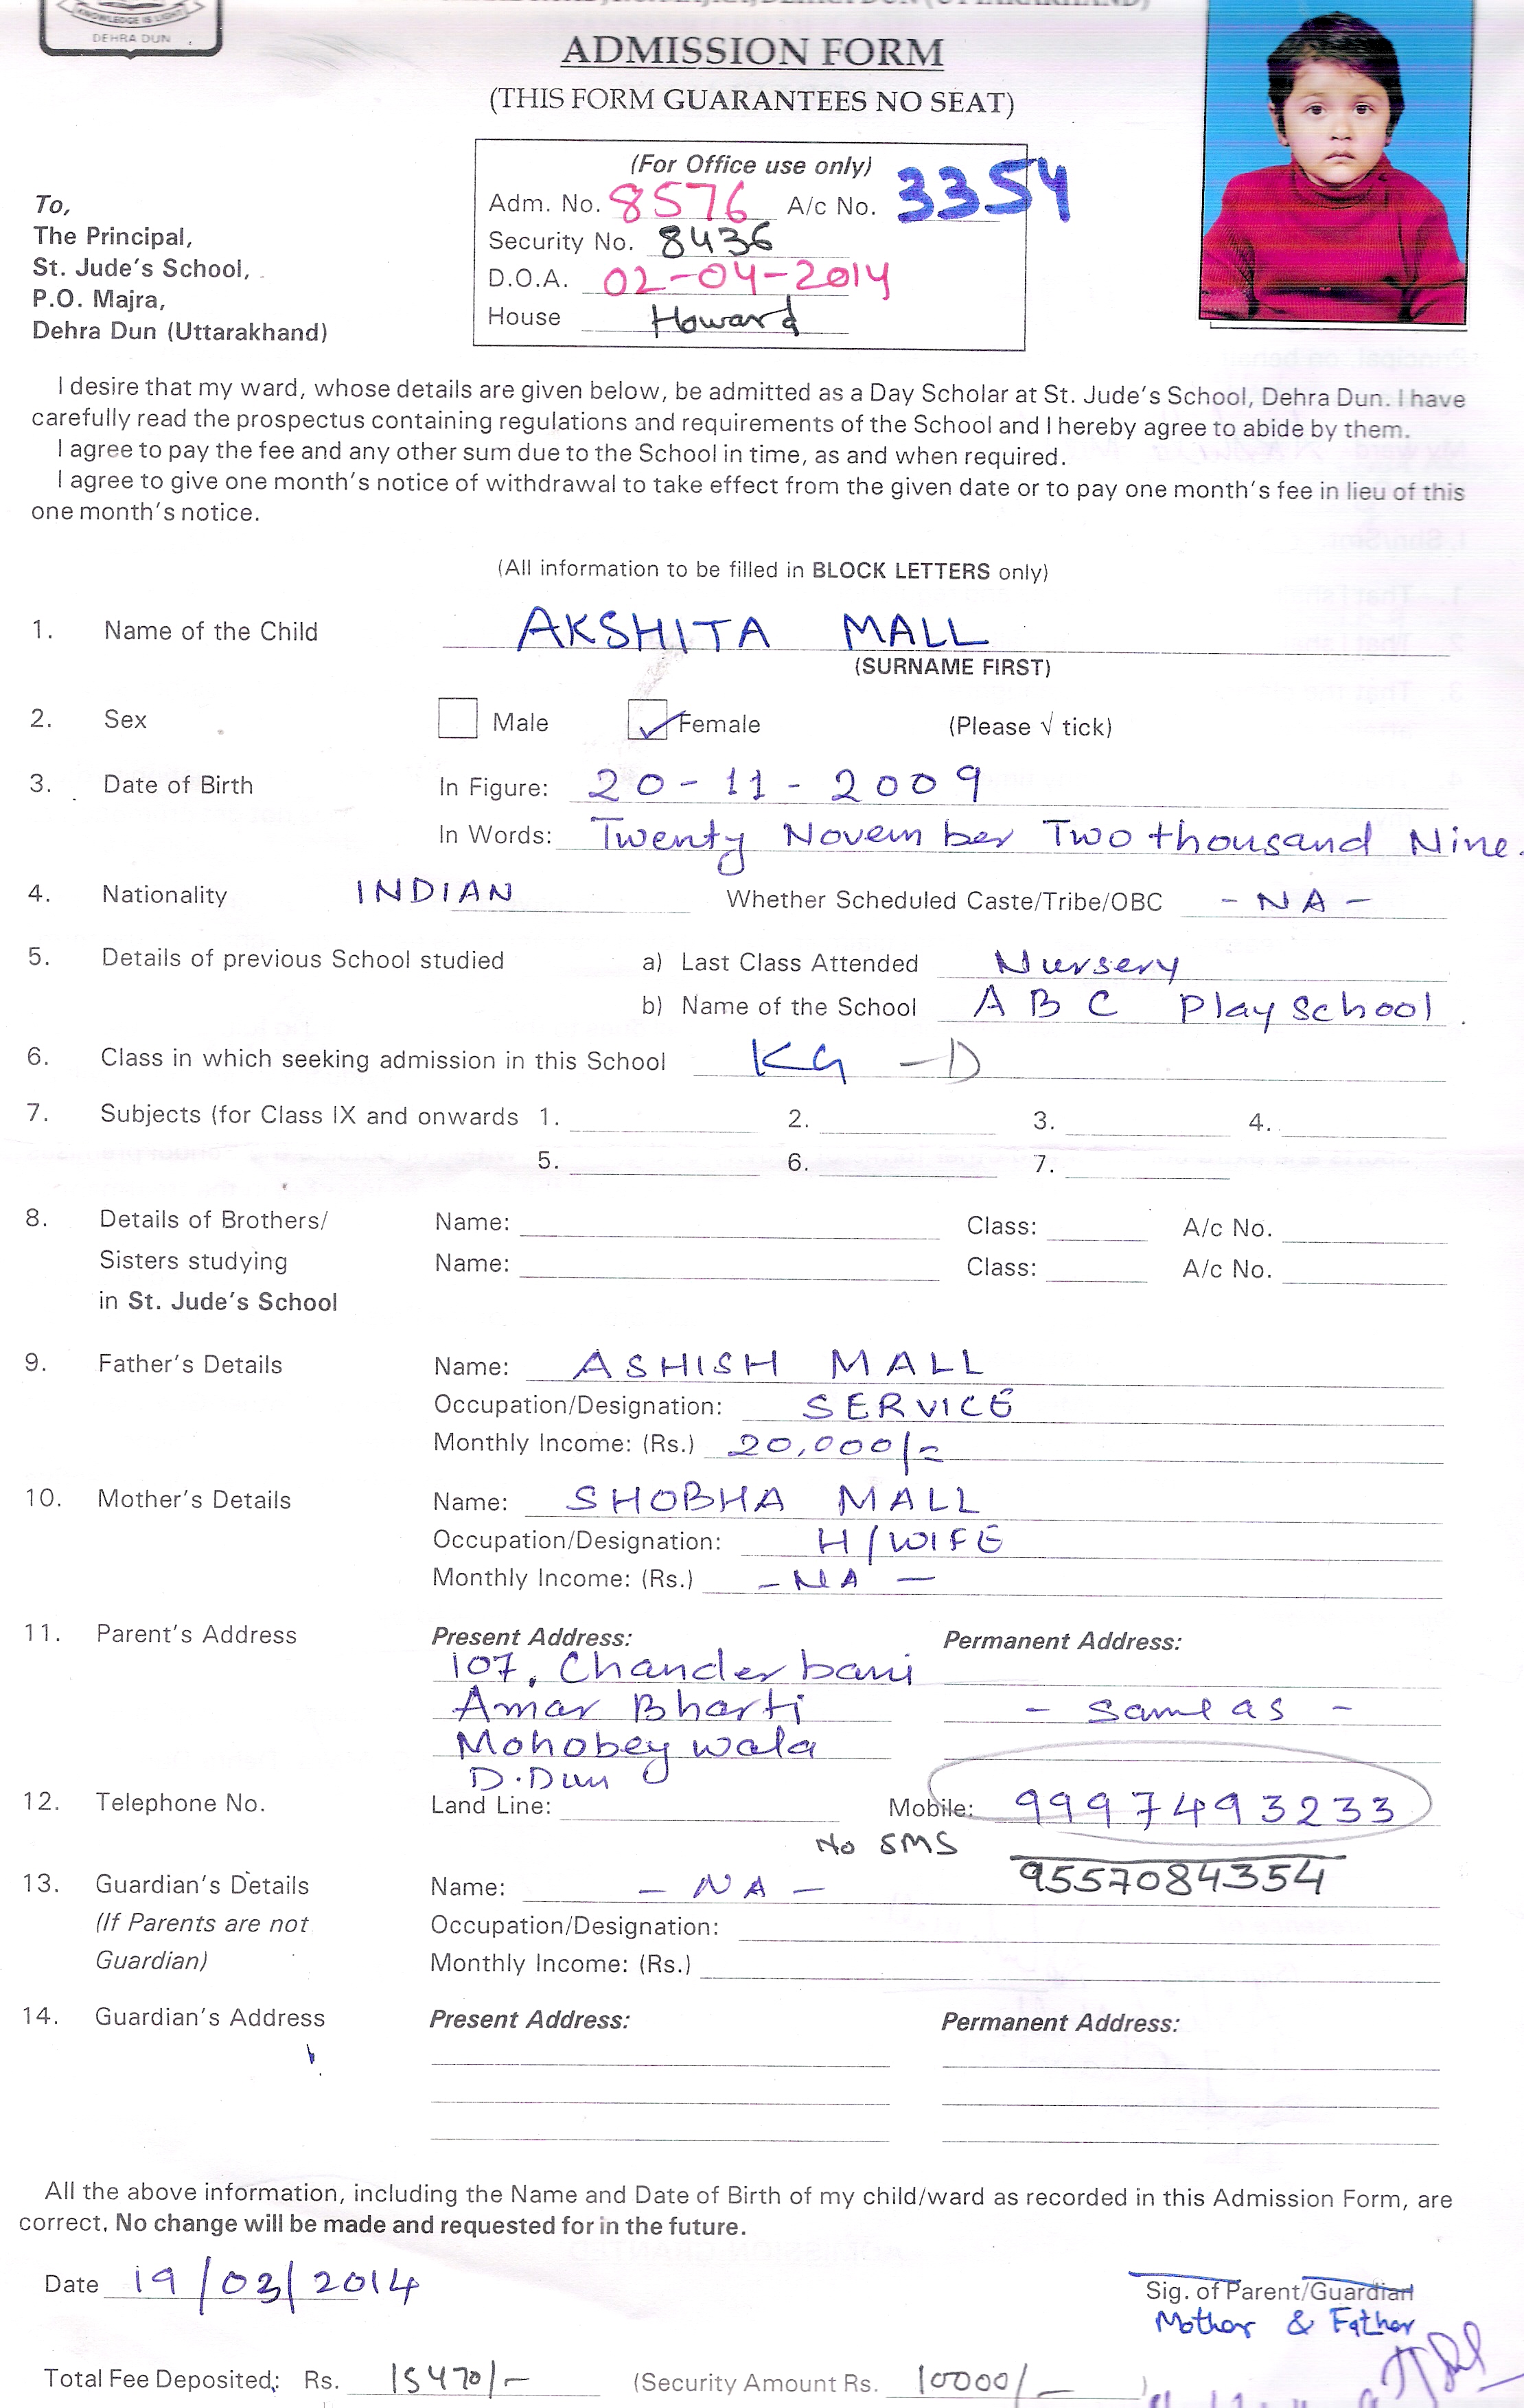 KNOWLEDGE IS LIGHT
DEHRA DUN
ADMISSION FORM
(THIS FORM GUARANTEES NO SEAT)
(For Office use only)
Adm. No. 8576 A/c No. 3354
Security No. 8436
D.O.A. 02-04-2014
House Howard
To,
The Principal,
St. Jude's School,
P.O. Majra,
Dehra Dun (Uttarakhand)
I desire that my ward, whose details are given below, be admitted as a Day Scholar at St. Jude's School, Dehra Dun. I have
carefully read the prospectus containing regulations and requirements of the School and I hereby agree to abide by them.
I agree to pay the fee and any other sum due to the School in time, as and when required.
I agree to give one month's notice of withdrawal to take effect from the given date or to pay one month's fee in lieu of this
one month's notice.
(All information to be filled in BLOCK LETTERS only)
1. Name of the Child AKSHITA MALL
(SURNAME FIRST)
2. Sex Male Female (Please √ tick)
3. Date of Birth In Figure: 20-11-2009
In Words: Twenty November Two thousand Nine.
4. Nationality INDIAN Whether Scheduled Caste/Tribe/OBC - NA -
5. Details of previous School studied a) Last Class Attended Nursery
b) Name of the School A B C Play School.
6. Class in which seeking admission in this School KG - D
7. Subjects (for Class IX and onwards 1. 2. 3. 4.
5. 6. 7.
8. Details of Brothers/ Name: Class: A/c No.
Sisters studying Name: Class: A/c No.
in St. Jude's School
9. Father's Details Name: ASHISH MALL
Occupation/Designation: SERVICE
Monthly Income: (Rs.) 20,000/=
10. Mother's Details Name: SHOBHA MALL
Occupation/Designation: H/WIFE
Monthly Income: (Rs.) - NA -
11. Parent's Address Present Address: Permanent Address:
107, Chanderbani
Amar Bharti - Same as -
Mohobeywala
D.Dun
12. Telephone No. Land Line: Mobile: 9997493233
No SMS 9557084354
13. Guardian's Details Name: - NA -
(If Parents are not Occupation/Designation:
Guardian) Monthly Income: (Rs.)
14. Guardian's Address Present Address: Permanent Address:
All the above information, including the Name and Date of Birth of my child/ward as recorded in this Admission Form, are
correct. No change will be made and requested for in the future.
Date 19/03/2014
Sig. of Parent/Guardian
Mother & Father
Total Fee Deposited: Rs. 15470/- (Security Amount Rs. 10000/- )